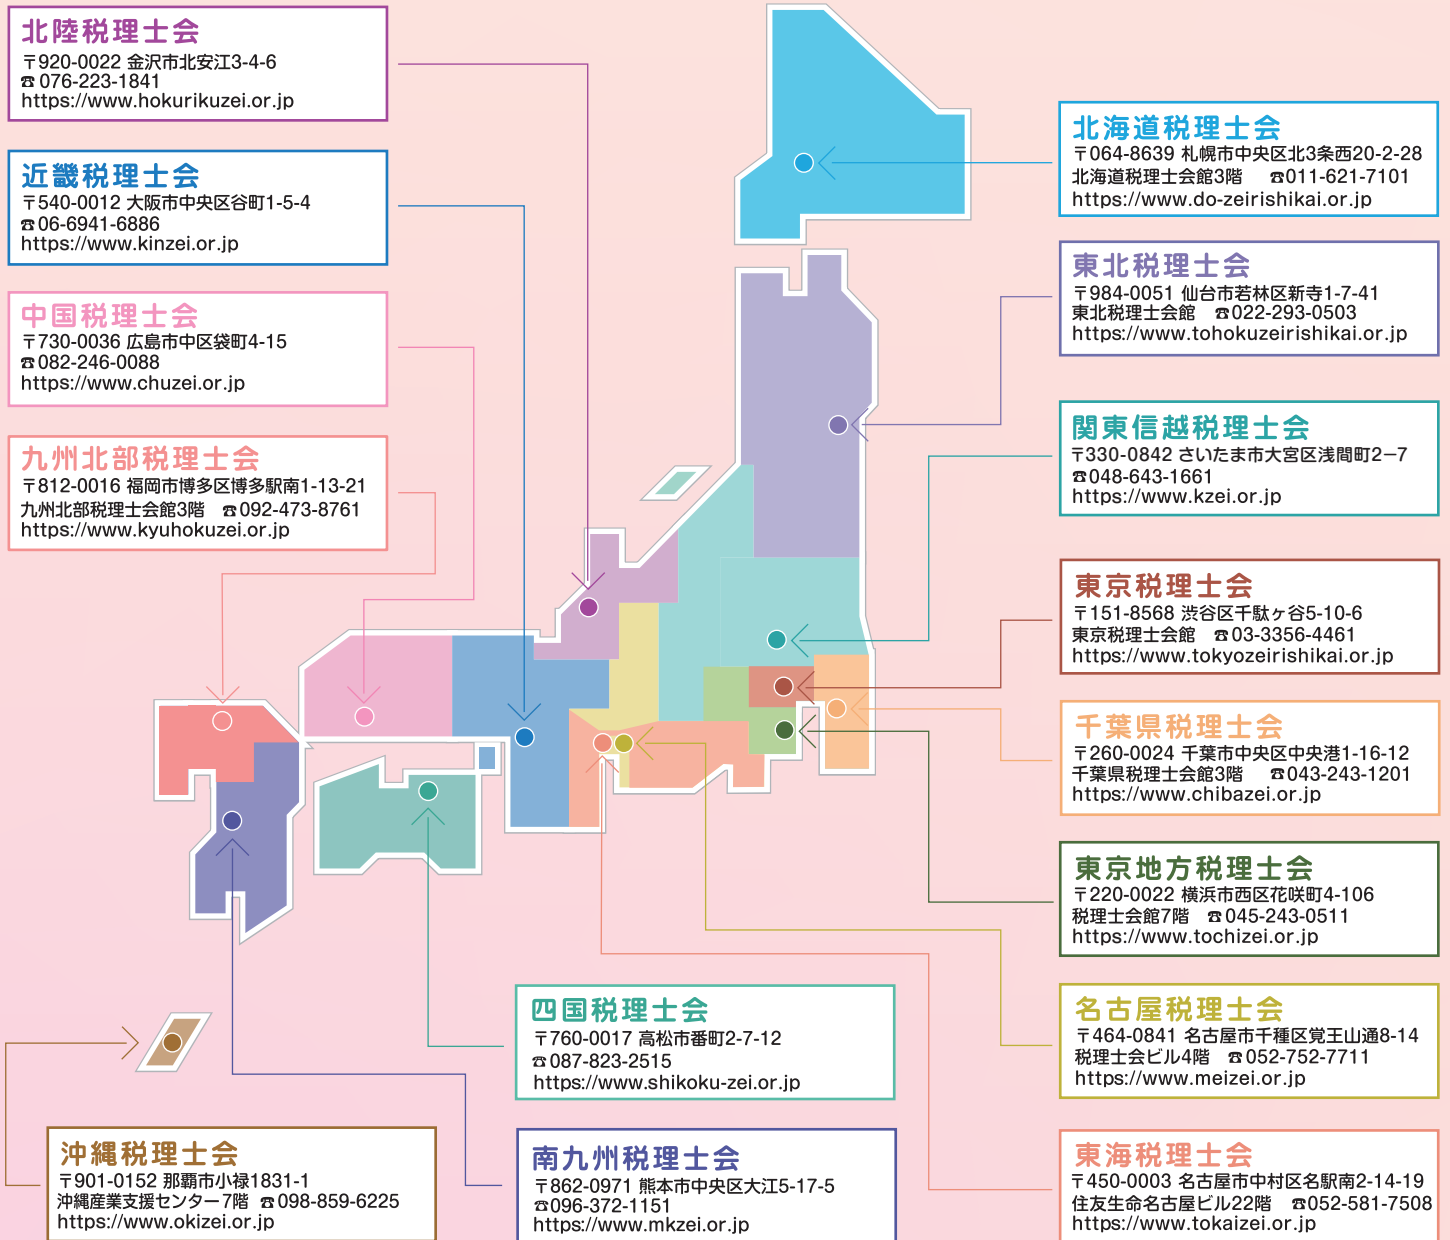 北陸税理士会
〒920-0022 金沢市北安江3-4-6
☎076-223-1841
https://www.hokurikuzei.or.jp
近畿税理士会
〒540-0012 大阪市中央区谷町1-5-4
☎06-6941-6886
https://www.kinzei.or.jp
中国税理士会
〒730-0036 広島市中区袋町4-15
☎082-246-0088
https://www.chuzei.or.jp
九州北部税理士会
〒812-0016 福岡市博多区博多駅南1-13-21
九州北部税理士会館3階 ☎092-473-8761
https://www.kyuhokuzei.or.jp
北海道税理士会
〒064-8639 札幌市中央区北3条西20-2-28
北海道税理士会館3階 ☎011-621-7101
https://www.do-zeirishikai.or.jp
東北税理士会
〒984-0051 仙台市若林区新寺1-7-41
東北税理士会館 ☎022-293-0503
https://www.tohokuzeirishikai.or.jp
関東信越税理士会
〒330-0842 さいたま市大宮区浅間町2−7
☎048-643-1661
https://www.kzei.or.jp
東京税理士会
〒151-8568 渋谷区千駄ヶ谷5-10-6
東京税理士会館 ☎03-3356-4461
https://www.tokyozeirishikai.or.jp
千葉県税理士会
〒260-0024 千葉市中央区中央港1-16-12
千葉県税理士会館3階 ☎043-243-1201
https://www.chibazei.or.jp
東京地方税理士会
〒220-0022 横浜市西区花咲町4-106
税理士会館7階 ☎045-243-0511
https://www.tochizei.or.jp
名古屋税理士会
〒464-0841 名古屋市千種区覚王山通8-14
税理士会ビル4階 ☎052-752-7711
https://www.meizei.or.jp
東海税理士会
〒450-0003 名古屋市中村区名駅南2-14-19
住友生命名古屋ビル22階 ☎052-581-7508
https://www.tokaizei.or.jp
四国税理士会
〒760-0017 高松市番町2-7-12
☎087-823-2515
https://www.shikoku-zei.or.jp
南九州税理士会
〒862-0971 熊本市中央区大江5-17-5
☎096-372-1151
https://www.mkzei.or.jp
沖縄税理士会
〒901-0152 那覇市小禄1831-1
沖縄産業支援センター7階 ☎098-859-6225
https://www.okizei.or.jp